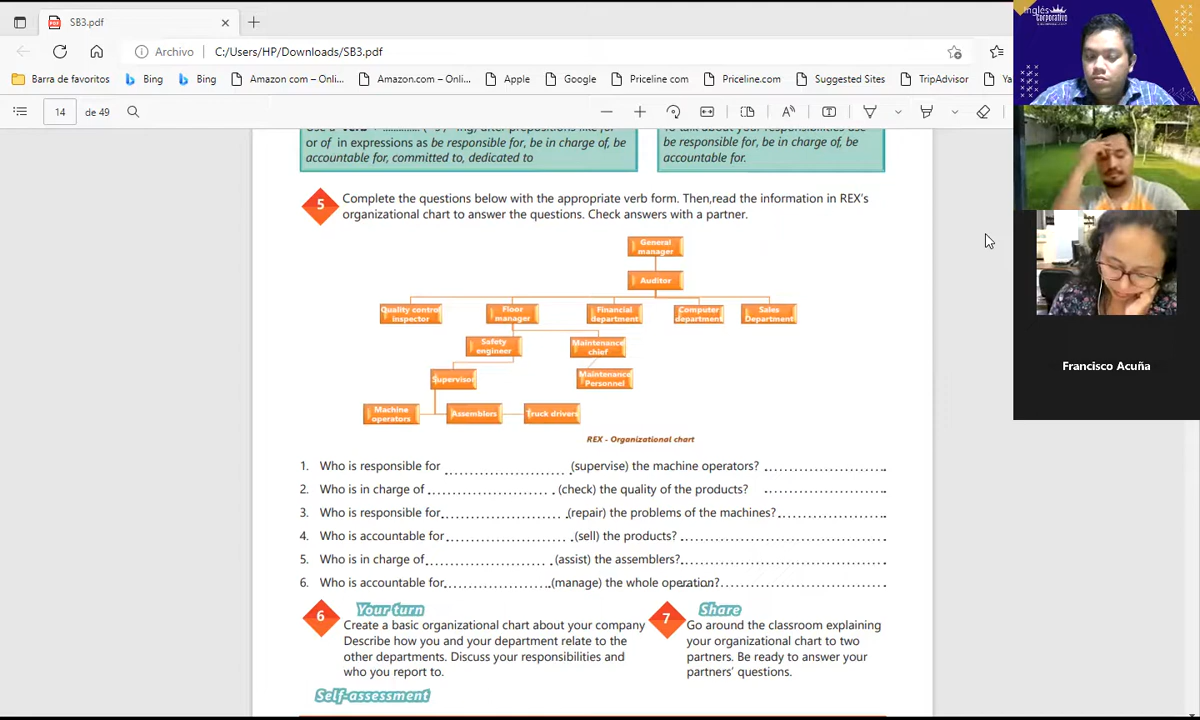 SB3.pdf
Archivo C:/Users/HP/Downloads/SB3.pdf
Barra de favoritos Bing Bing Amazon com – Onli... Amazon.com – Onli... Apple Google Priceline com Priceline.com Suggested Sites TripAdvisor
14 de 49
or of in expressions as be responsible for, be in charge of, be accountable for, committed to, dedicated to
be responsible for, be in charge of, be accountable for.
5 Complete the questions below with the appropriate verb form. Then,read the information in REX's
organizational chart to answer the questions. Check answers with a partner.
General manager
Auditor
Quality control inspector
Floor manager
Financial department
Computer department
Sales Department
Safety engineer
Maintenance chief
Supervisor
Maintenance Personnel
Machine operators
Assemblers
Truck drivers
REX - Organizational chart
1. Who is responsible for ........................ (supervise) the machine operators? ........................
2. Who is in charge of ........................ (check) the quality of the products? ........................
3. Who is responsible for ........................ (repair) the problems of the machines? ........................
4. Who is accountable for ........................ (sell) the products? ........................
5. Who is in charge of ........................ (assist) the assemblers? ........................
6. Who is accountable for ........................ (manage) the whole operation? ........................
6 Your turn
Create a basic organizational chart about your company
Describe how you and your department relate to the
other departments. Discuss your responsibilities and
who you report to.
7 Share
Go around the classroom explaining
your organizational chart to two
partners. Be ready to answer your
partners' questions.
Self-assessment
Inglés Corporativo
Francisco Acuña